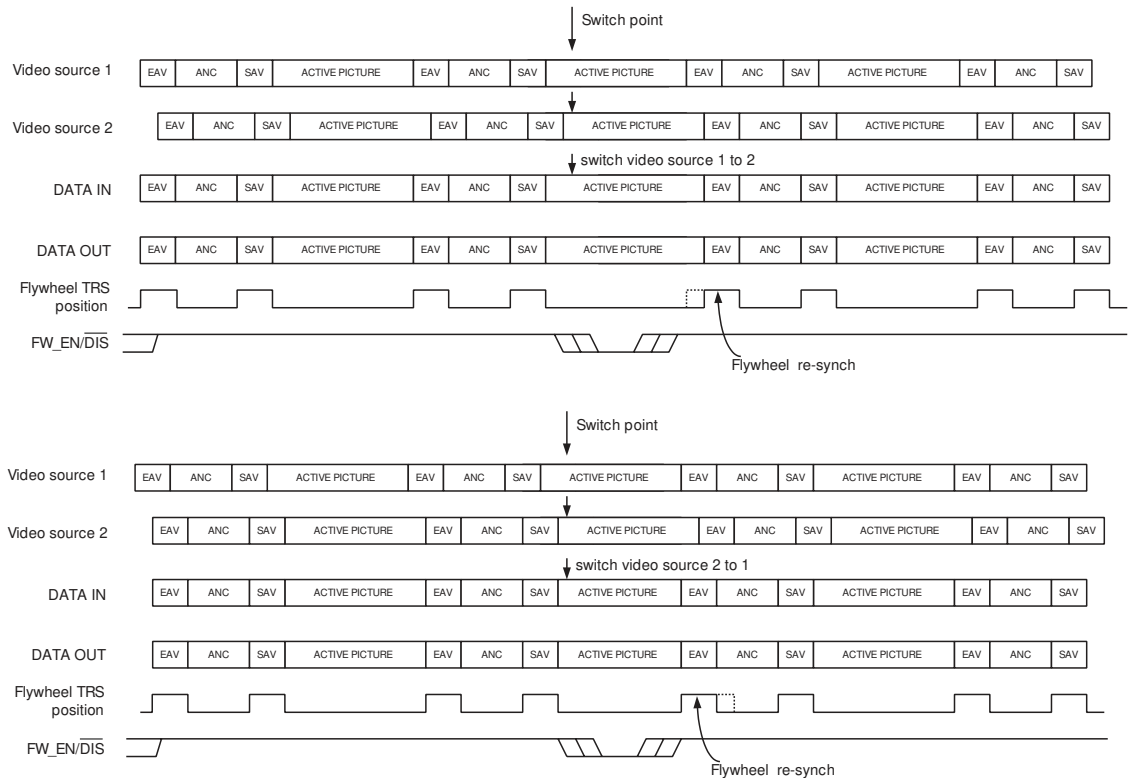 Switch point
Video source 1 EAV ANC SAV ACTIVE PICTURE EAV ANC SAV ACTIVE PICTURE EAV ANC SAV ACTIVE PICTURE EAV ANC SAV
Video source 2 EAV ANC SAV ACTIVE PICTURE EAV ANC SAV ACTIVE PICTURE EAV ANC SAV ACTIVE PICTURE EAV ANC SAV
switch video source 1 to 2
DATA IN EAV ANC SAV ACTIVE PICTURE EAV ANC SAV ACTIVE PICTURE EAV ANC SAV ACTIVE PICTURE EAV ANC SAV
DATA OUT EAV ANC SAV ACTIVE PICTURE EAV ANC SAV ACTIVE PICTURE EAV ANC SAV ACTIVE PICTURE EAV ANC SAV
Flywheel TRS
position
FW_EN/DIS
Flywheel re-synch
Switch point
Video source 1 EAV ANC SAV ACTIVE PICTURE EAV ANC SAV ACTIVE PICTURE EAV ANC SAV ACTIVE PICTURE EAV ANC SAV
Video source 2 EAV ANC SAV ACTIVE PICTURE EAV ANC SAV ACTIVE PICTURE EAV ANC SAV ACTIVE PICTURE EAV ANC SAV
switch video source 2 to 1
DATA IN EAV ANC SAV ACTIVE PICTURE EAV ANC SAV ACTIVE PICTURE EAV ANC SAV ACTIVE PICTURE EAV ANC SAV
DATA OUT EAV ANC SAV ACTIVE PICTURE EAV ANC SAV ACTIVE PICTURE EAV ANC SAV ACTIVE PICTURE EAV ANC SAV
Flywheel TRS
position
FW_EN/DIS
Flywheel re-synch